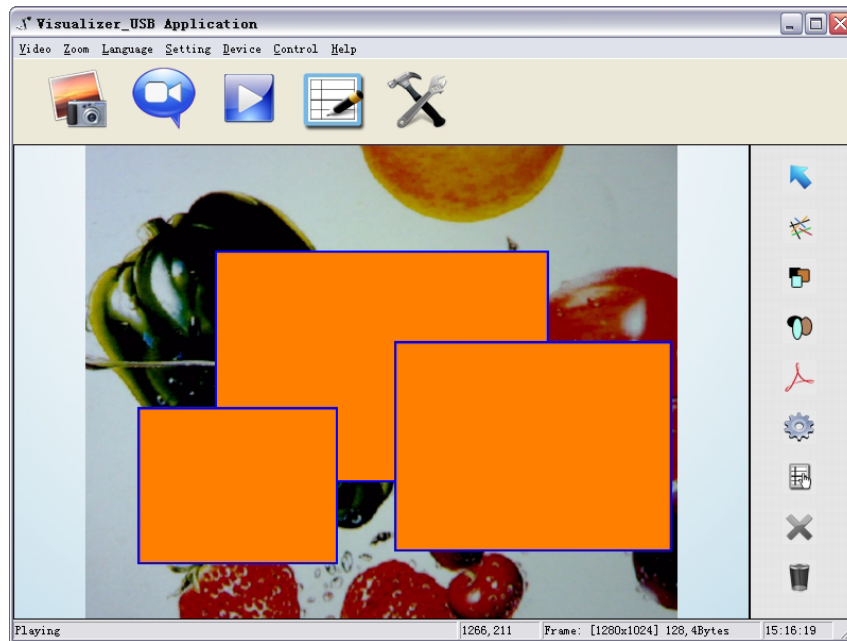 Visualizer_USB Application
Video Zoom Language Setting Device Control Help
Playing 1266,211 Frame: [1280x1024] 128,4Bytes 15:16:19